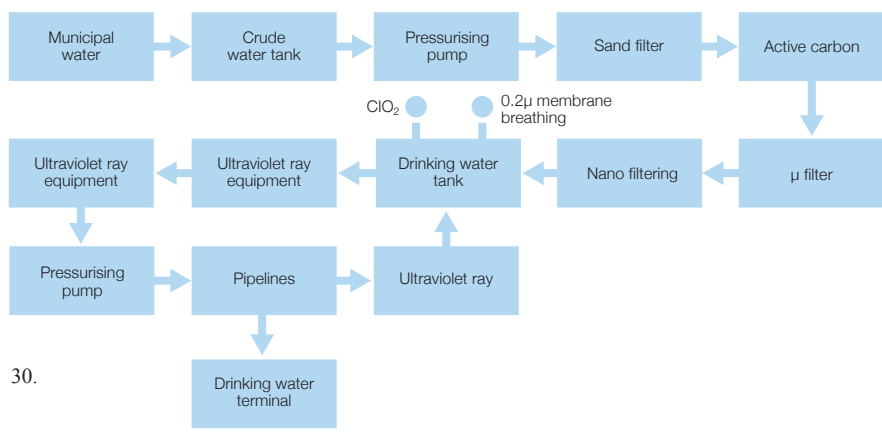 Municipal
water
Crude
water tank
Pressurising
pump
Sand filter
Active carbon
ClO₂
0.2µ membrane
breathing
Ultraviolet ray
equipment
Ultraviolet ray
equipment
Drinking water
tank
Nano filtering
µ filter
Pressurising
pump
Pipelines
Ultraviolet ray
30.
Drinking water
terminal